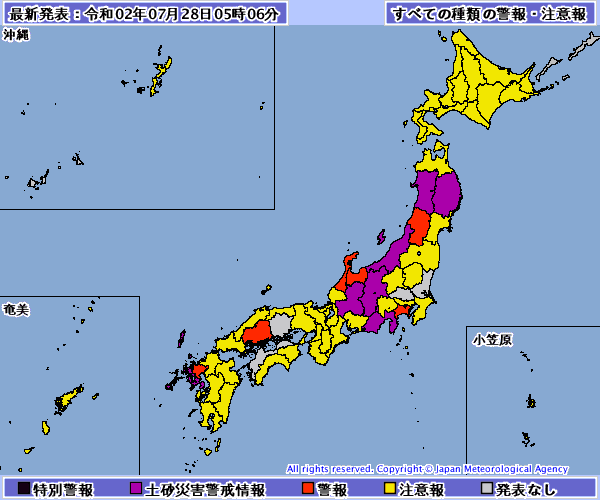 最新発表：令和02年07月28日05時06分
すべての種類の警報・注意報
沖縄
奄美
小笠原
All rights reserved. Copyright © Japan Meteorological Agency
特別警報 土砂災害警戒情報 警報 注意報 発表なし